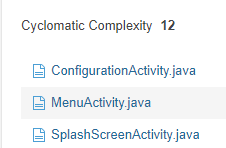 Cyclomatic Complexity 12
ConfigurationActivity.java
MenuActivity.java
SplashScreenActivity.java